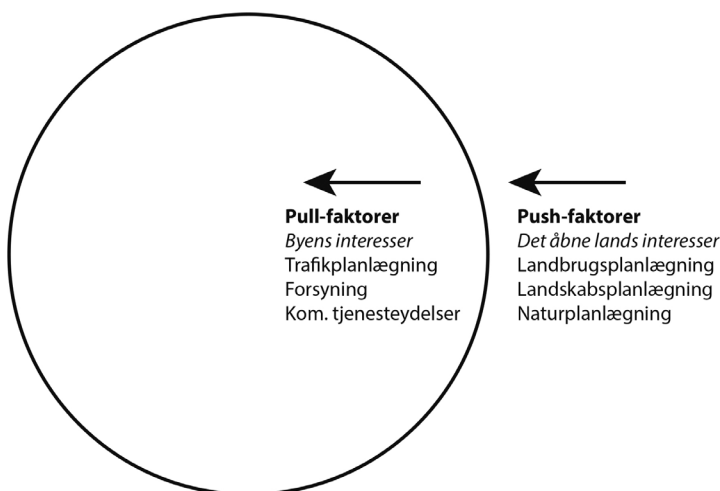 Pull-faktorer
Byens interesser
Trafikplanlægning
Forsyning
Kom. tjenesteydelser
Push-faktorer
Det åbne lands interesser
Landbrugsplanlægning
Landskabsplanlægning
Naturplanlægning